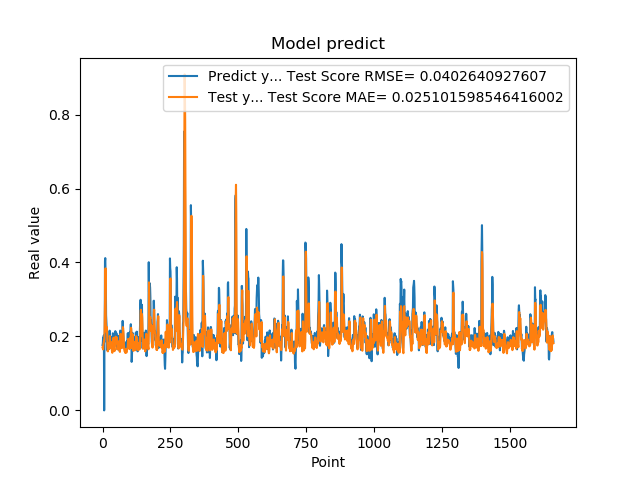 Model predict
Predict y... Test Score RMSE= 0.0402640927607
Test y... Test Score MAE= 0.025101598546416002
Real value
0.8
0.6
0.4
0.2
0.0
0 250 500 750 1000 1250 1500
Point